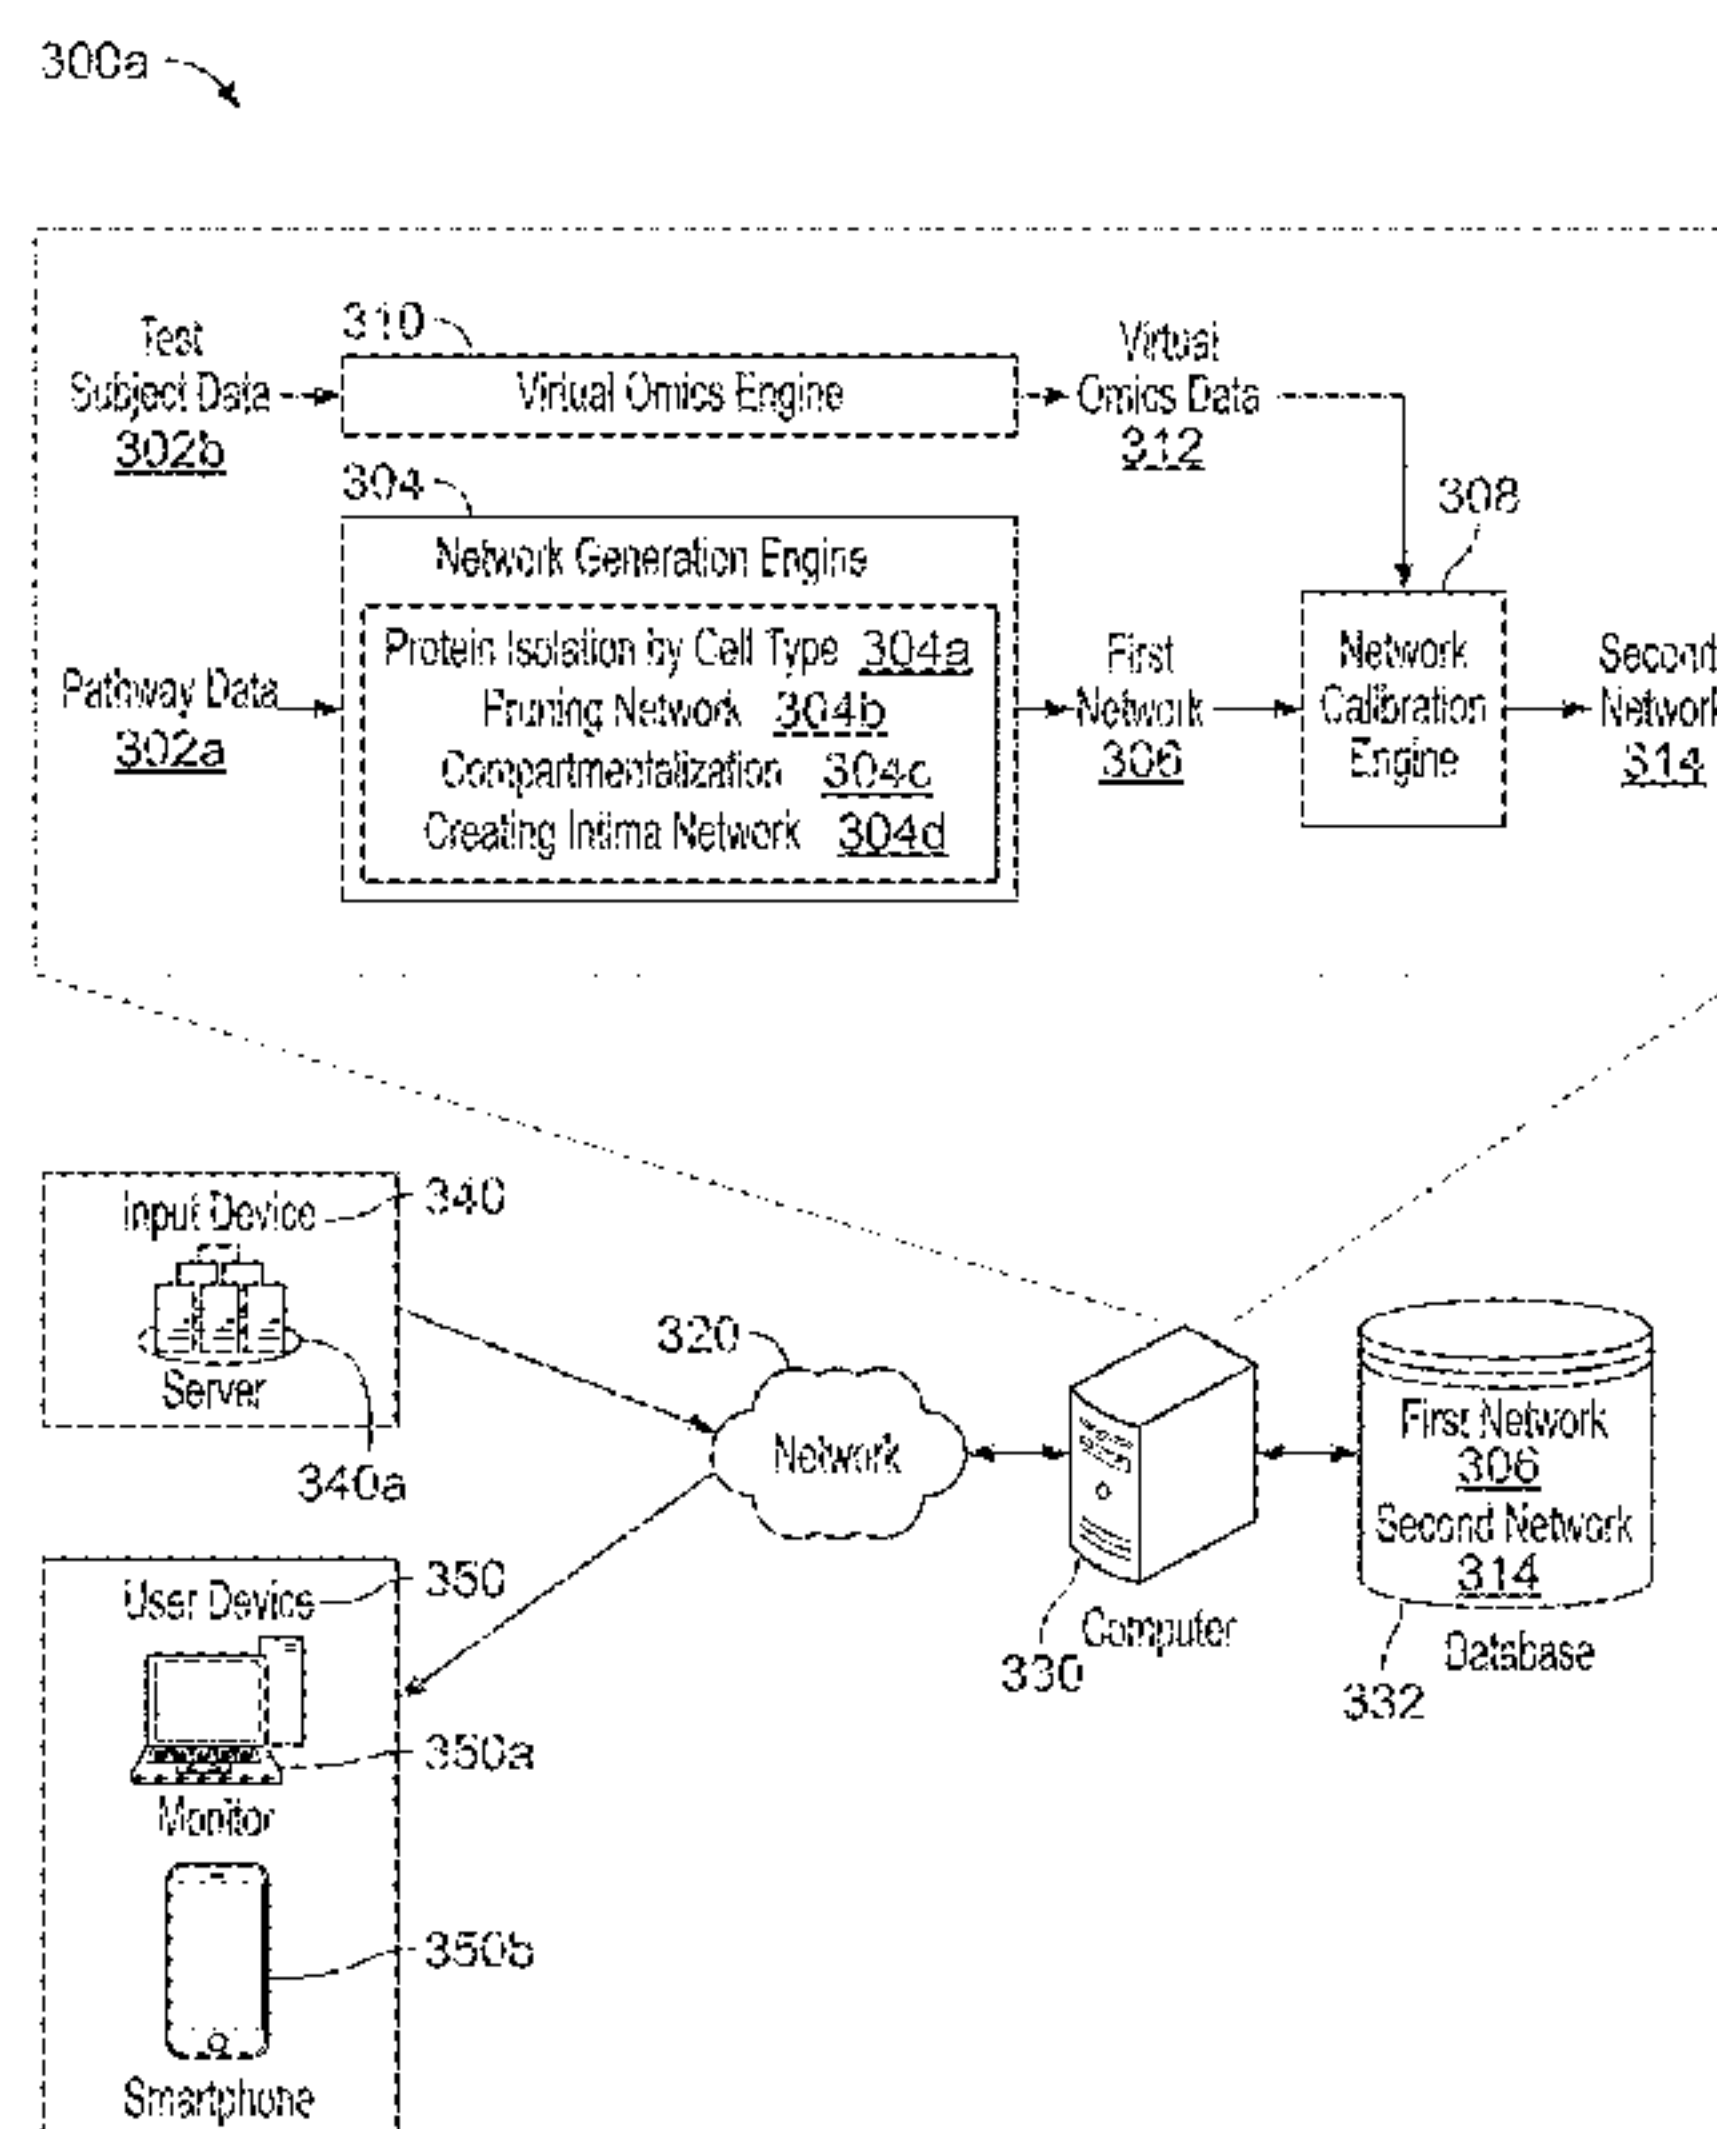 300a
Test
Subject Data
302b
310
Virtual Omics Engine
Virtual
Omics Data
312
304
Network Generation Engine
Protein Isolation by Cell Type 304a
Pruning Network 304b
Compartmentalization 304c
Creating Intima Network 304d
Pathway Data
302a
First
Network
306
308
Network
Calibration
Engine
Second
Network
314
Input Device
340
Server
340a
320
Network
330
Computer
First Network
306
Second Network
314
332
Database
User Device
350
350a
Monitor
350b
Smartphone